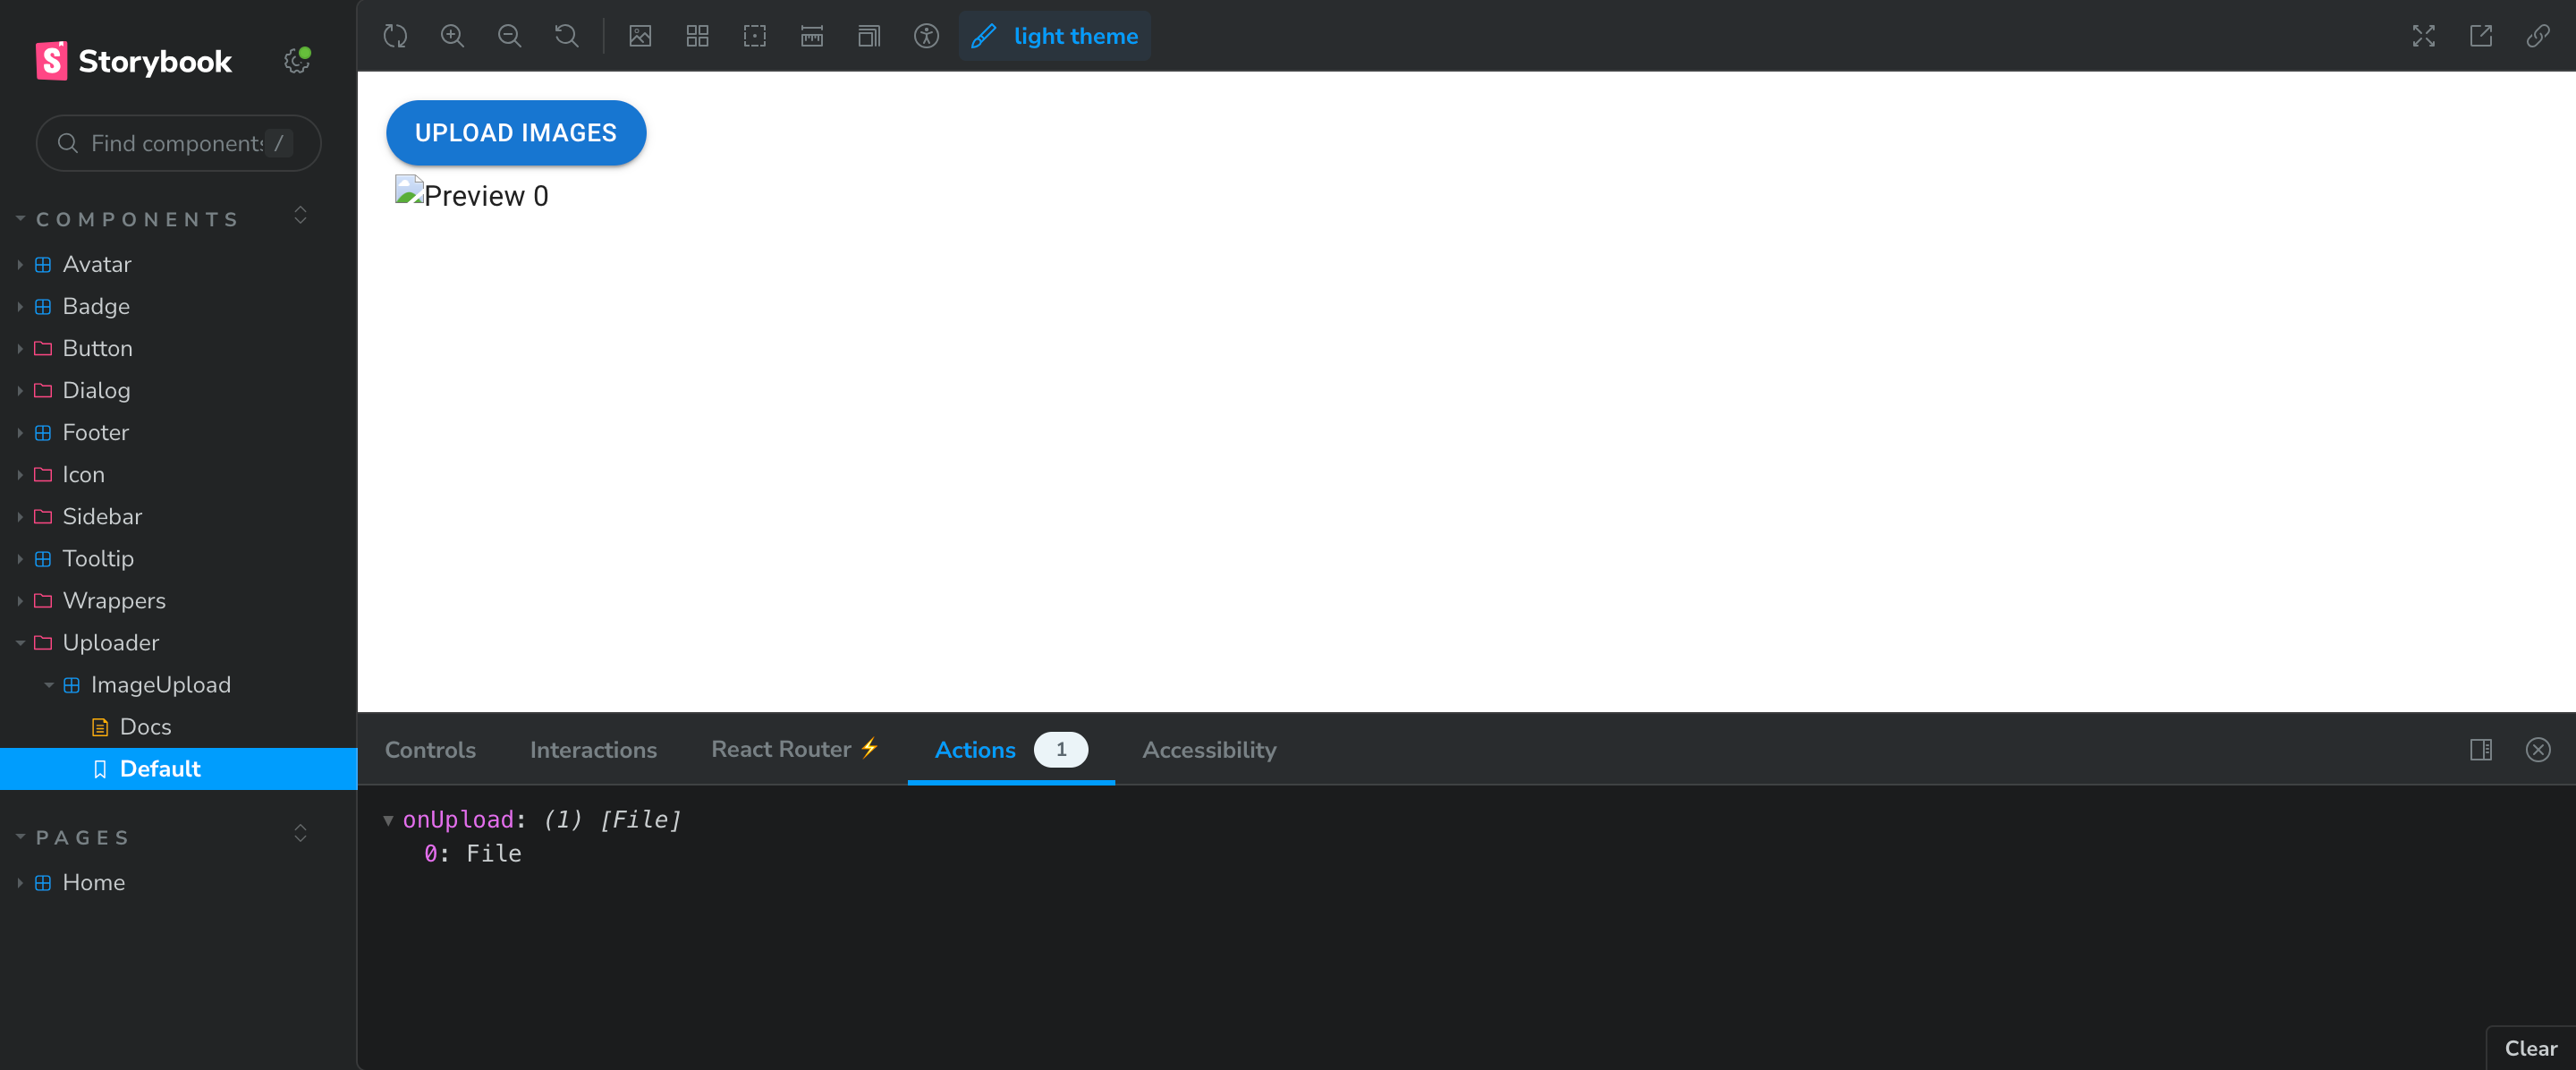 Storybook
Find components /
COMPONENTS
Avatar
Badge
Button
Dialog
Footer
Icon
Sidebar
Tooltip
Wrappers
Uploader
ImageUpload
Docs
Default
PAGES
Home
light theme
UPLOAD IMAGES
Preview 0
Controls Interactions React Router ⚡ Actions 1 Accessibility
▼ onUpload: (1) [File]
0: File
Clear